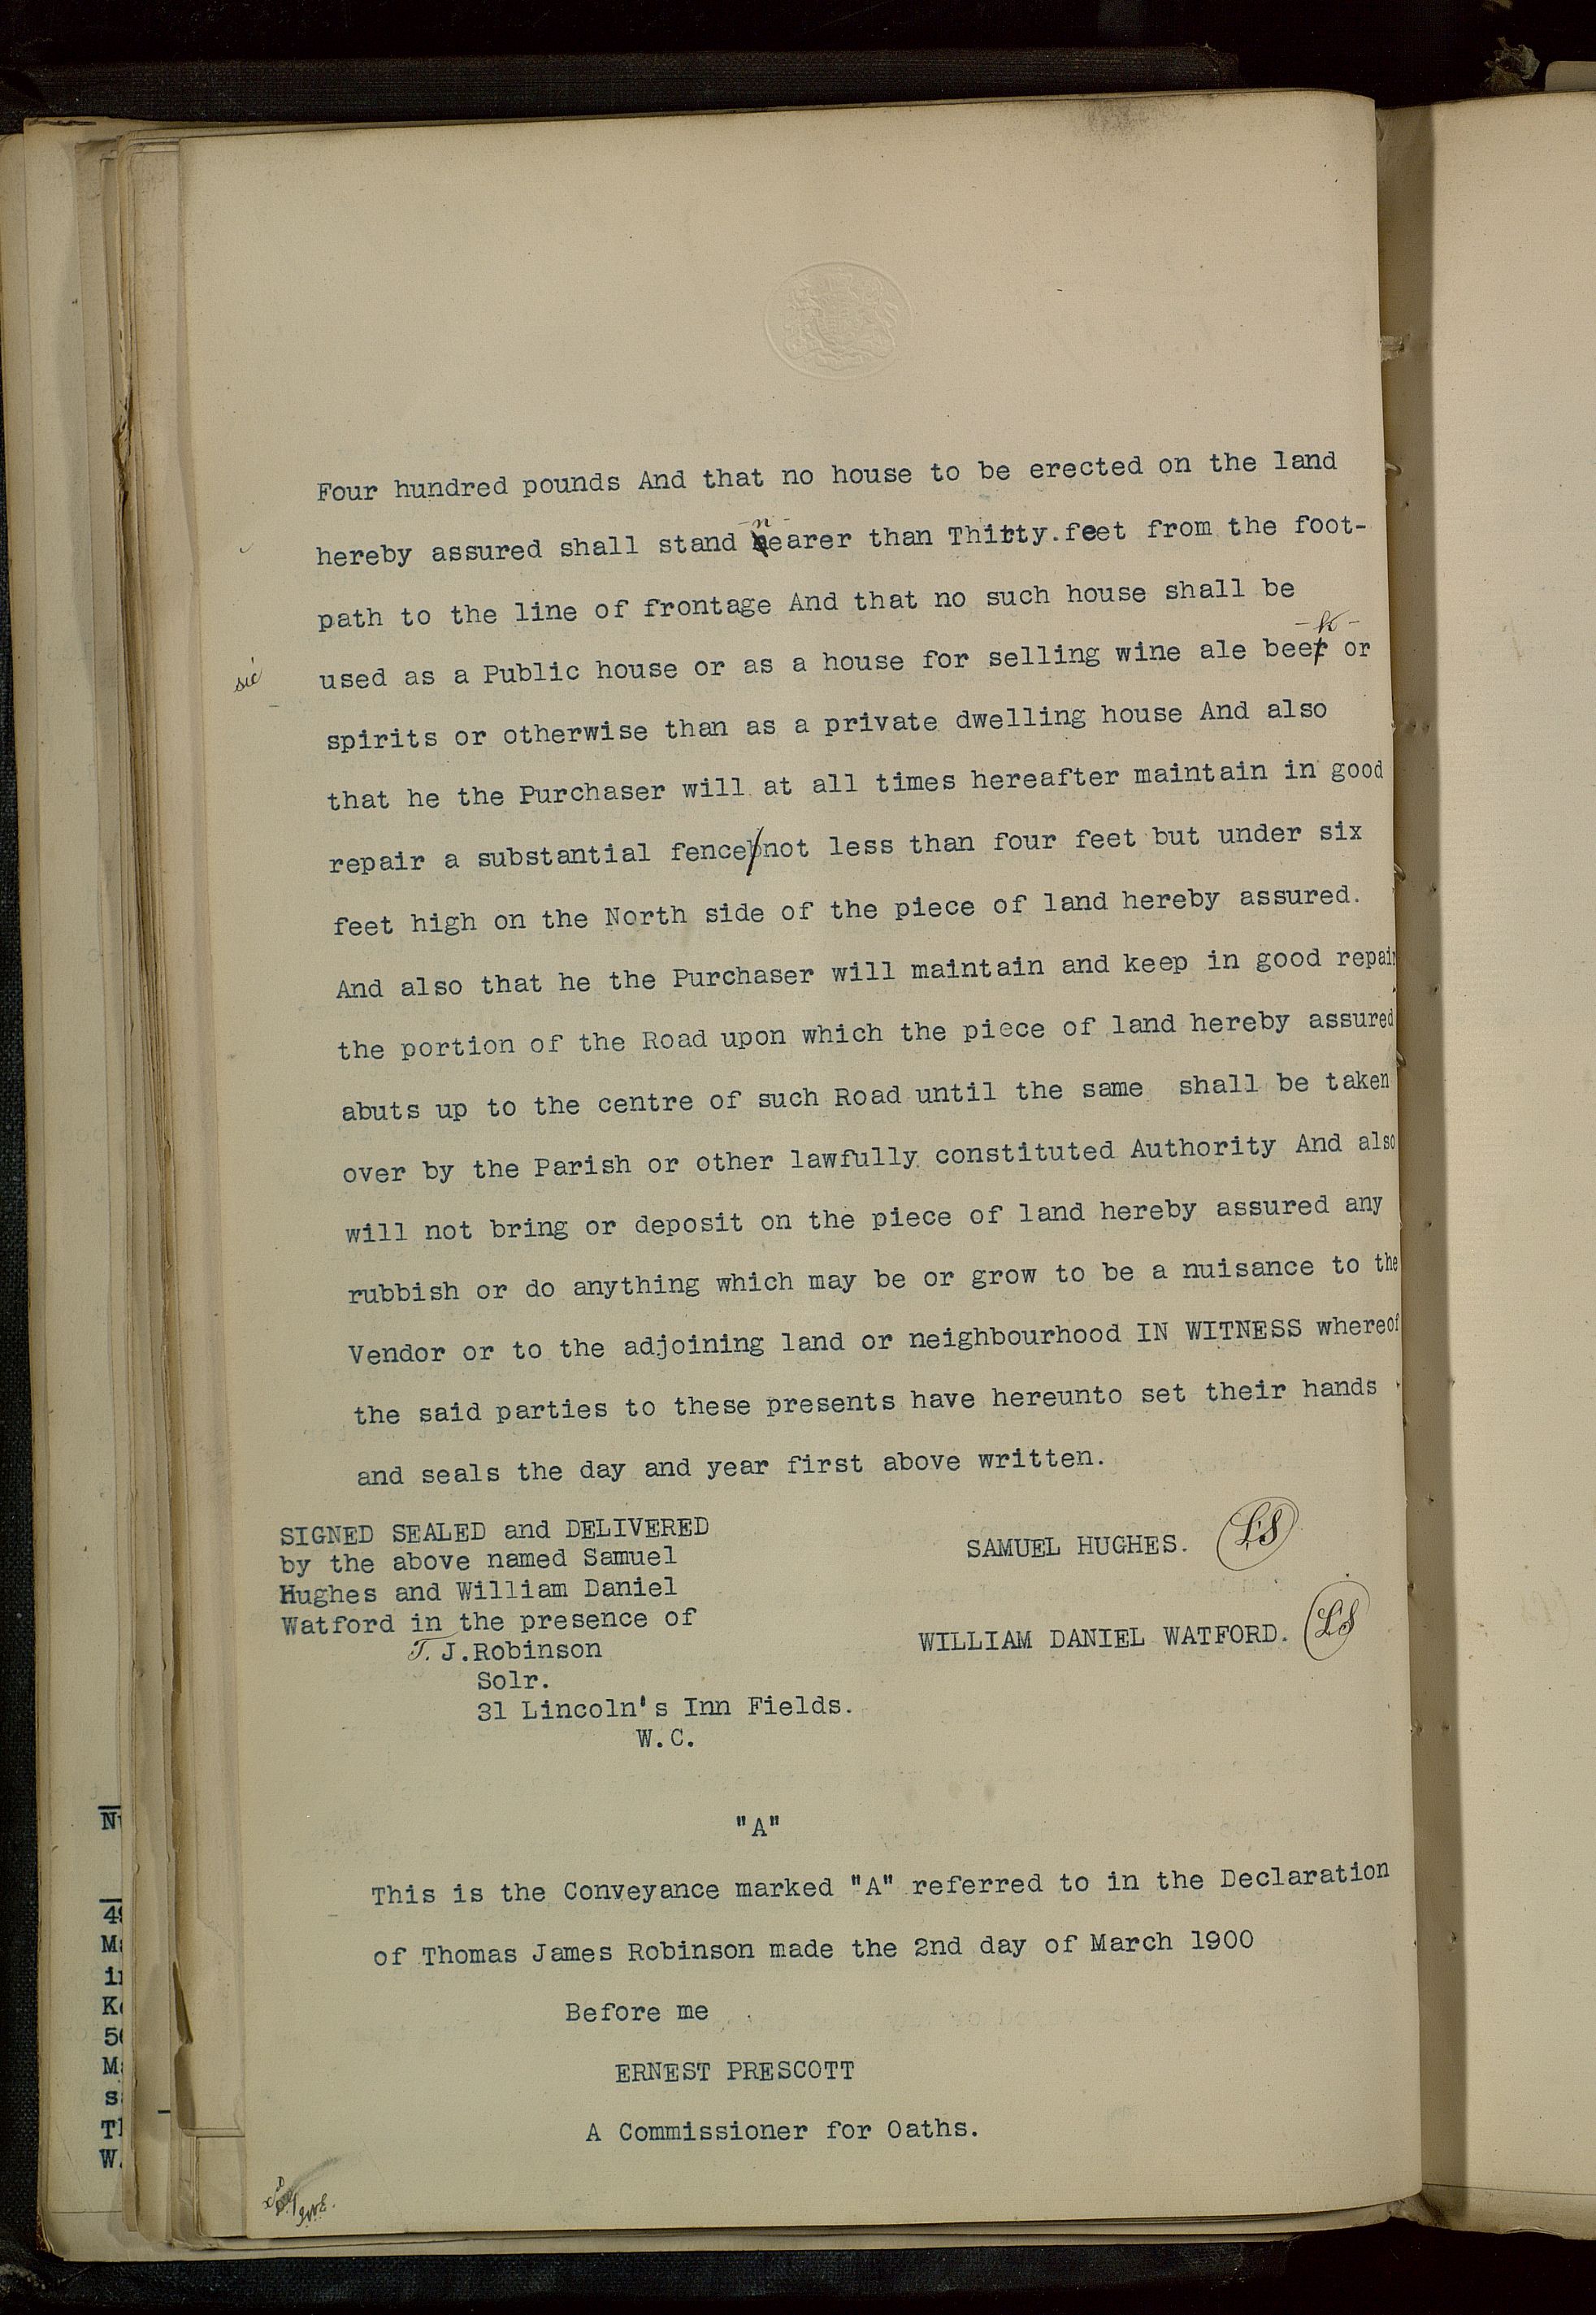 Four hundred pounds And that no house to be erected on the land
hereby assured shall stand nearer than Thirty.feet from the foot-
path to the line of frontage And that no such house shall be
sic used as a Public house or as a house for selling wine ale beer or
spirits or otherwise than as a private dwelling house And also
that he the Purchaser will at all times hereafter maintain in good
repair a substantial fence not less than four feet but under six
feet high on the North side of the piece of land hereby assured.
And also that he the Purchaser will maintain and keep in good repair
the portion of the Road upon which the piece of land hereby assured
abuts up to the centre of such Road until the same shall be taken
over by the Parish or other lawfully constituted Authority And also
will not bring or deposit on the piece of land hereby assured any
rubbish or do anything which may be or grow to be a nuisance to the
Vendor or to the adjoining land or neighbourhood IN WITNESS whereof
the said parties to these presents have hereunto set their hands
and seals the day and year first above written.
SIGNED SEALED and DELIVERED
by the above named Samuel
Hughes and William Daniel
Watford in the presence of
T. J.Robinson
Solr.
31 Lincoln's Inn Fields.
W.C.
SAMUEL HUGHES. LS
WILLIAM DANIEL WATFORD. LS
"A"
This is the Conveyance marked "A" referred to in the Declaration
of Thomas James Robinson made the 2nd day of March 1900
Before me
ERNEST PRESCOTT
A Commissioner for Oaths.